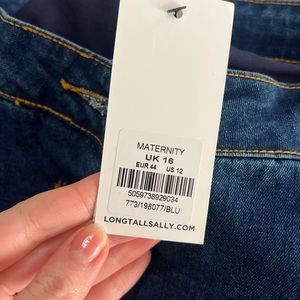 MATERNITY
UK 16
EUR 44 US 12
5059738929034
773/198077/BLU
LONGTALLSALLY.COM